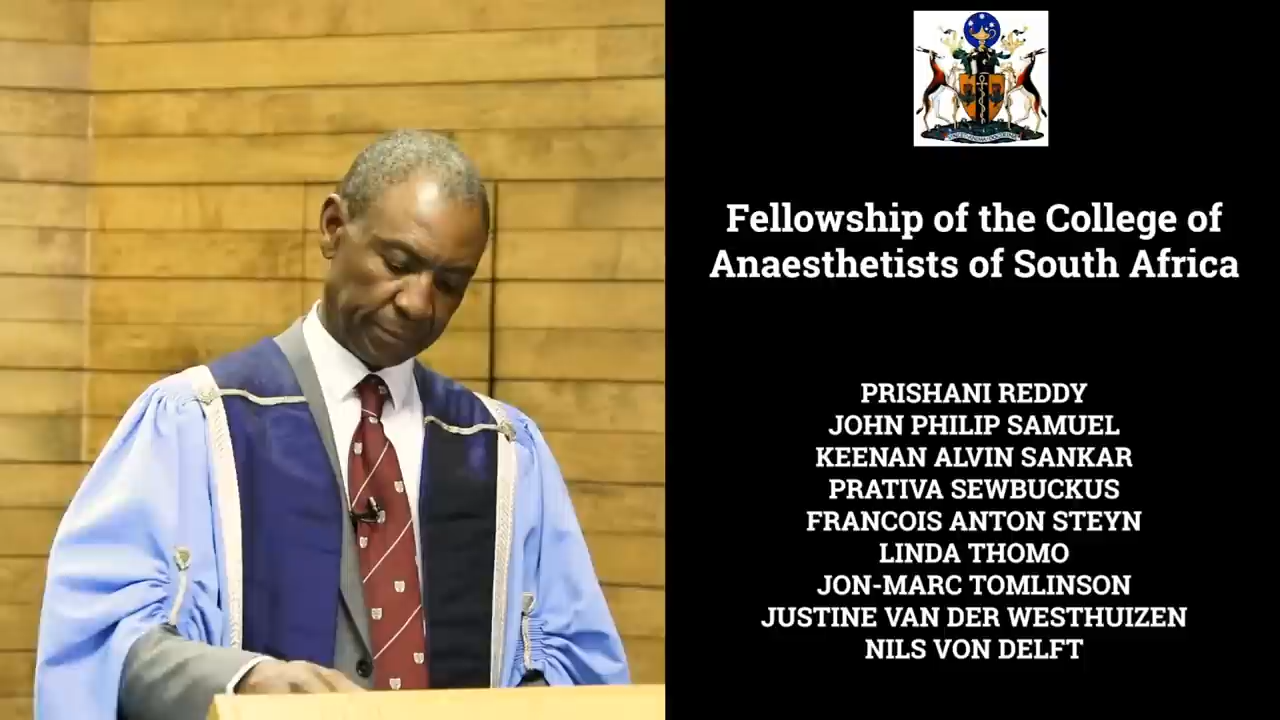 Fellowship of the College of
Anaesthetists of South Africa
PRISHANI REDDY
JOHN PHILIP SAMUEL
KEENAN ALVIN SANKAR
PRATIVA SEWBUCKUS
FRANCOIS ANTON STEYN
LINDA THOMO
JON-MARC TOMLINSON
JUSTINE VAN DER WESTHUIZEN
NILS VON DELFT